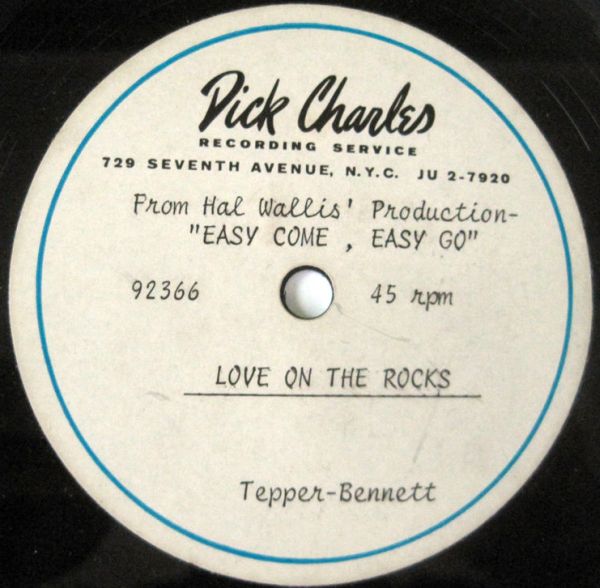 Dick Charles
RECORDING SERVICE
729 SEVENTH AVENUE, N.Y.C. JU 2-7920
From Hal Wallis' Production-
"EASY COME , EASY GO"
92366 45 rpm
LOVE ON THE ROCKS
Tepper-Bennett